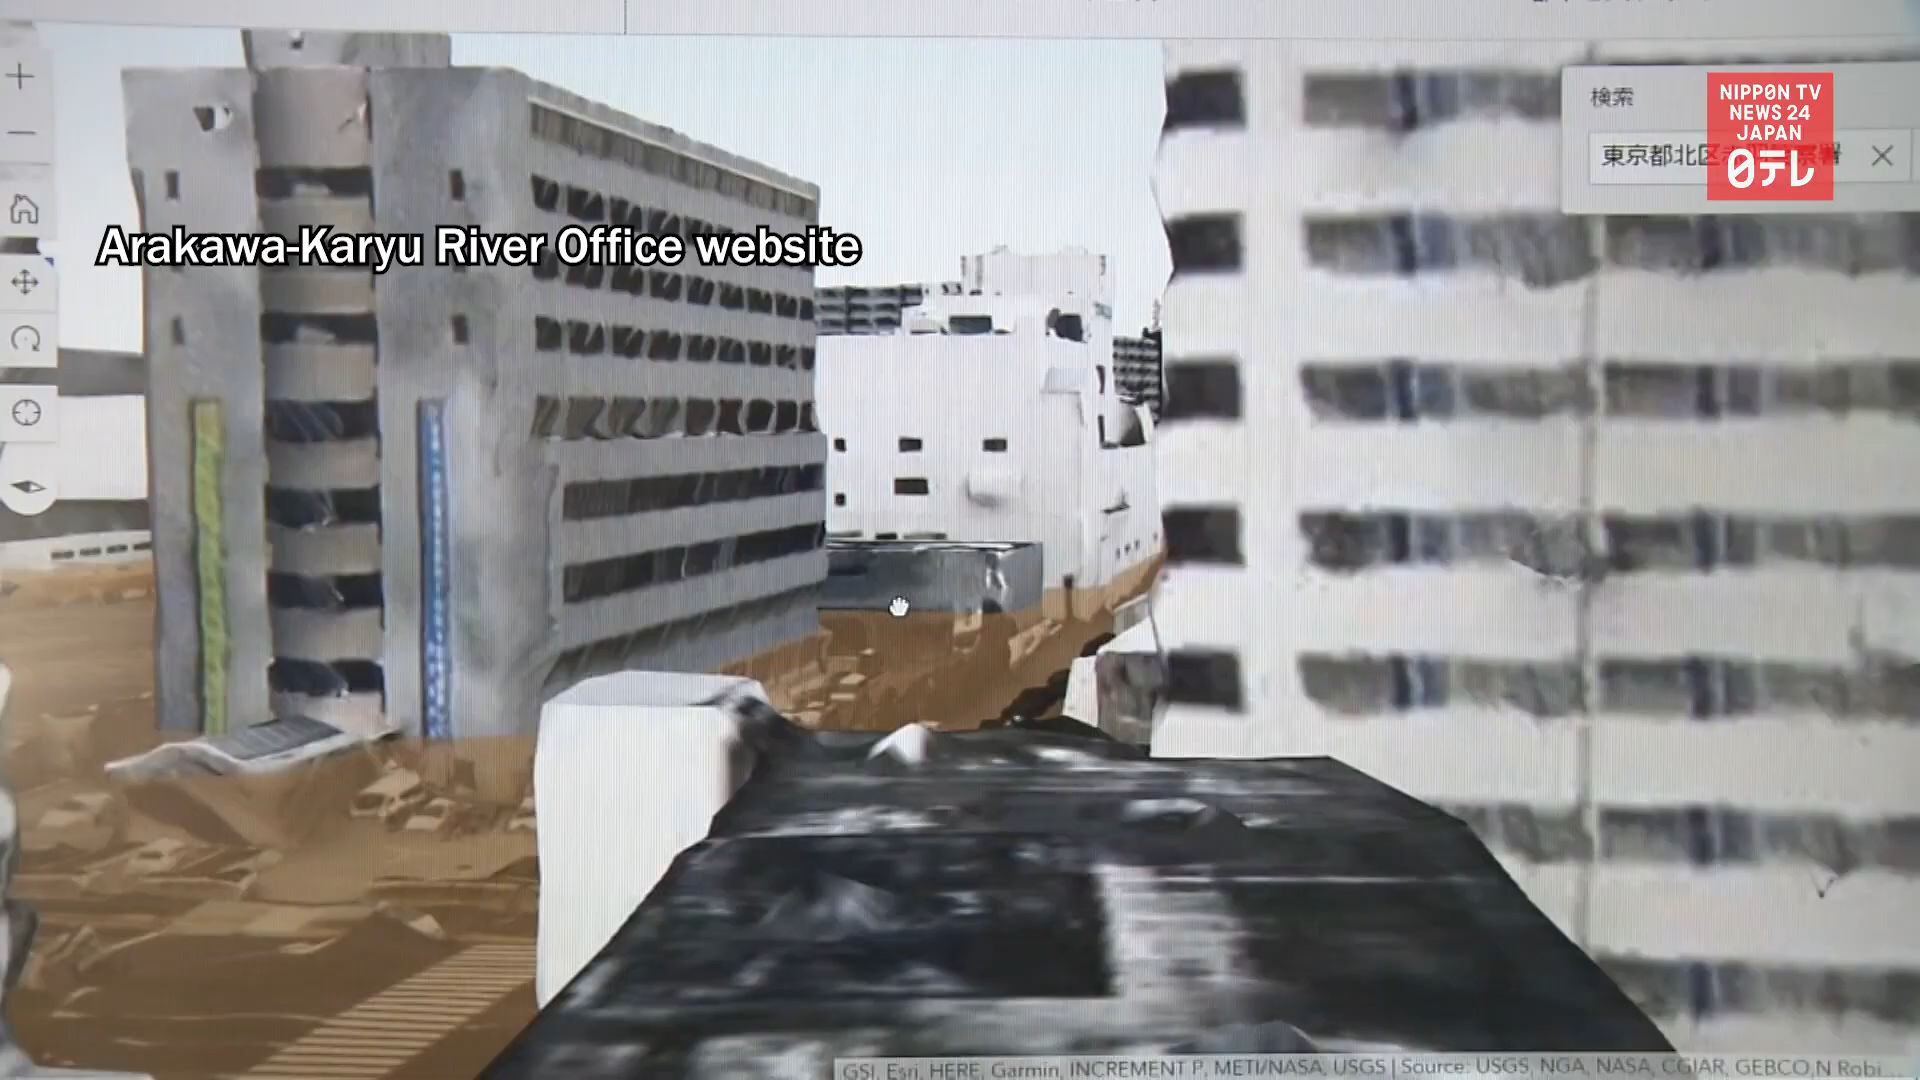 検索
東京都北区
NIPPON TV
NEWS 24
JAPAN
日テレ
Arakawa-Karyu River Office website
GSI, Esri, HERE, Garmin, INCREMENT P, METI/NASA, USGS | Source: USGS, NGA, NASA, CGIAR, GEBCO,N Robi...